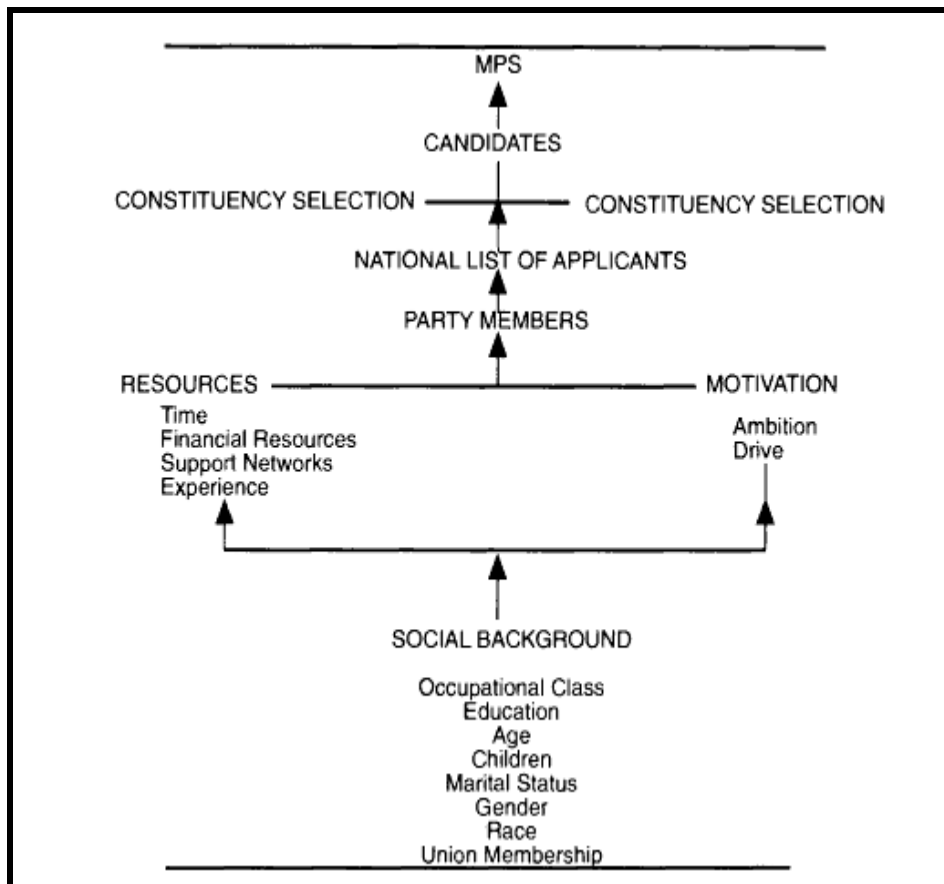 MPS
CANDIDATES
CONSTITUENCY SELECTION CONSTITUENCY SELECTION
NATIONAL LIST OF APPLICANTS
PARTY MEMBERS
RESOURCES MOTIVATION
Time
Financial Resources
Support Networks
Experience
Ambition
Drive
SOCIAL BACKGROUND
Occupational Class
Education
Age
Children
Marital Status
Gender
Race
Union Membership